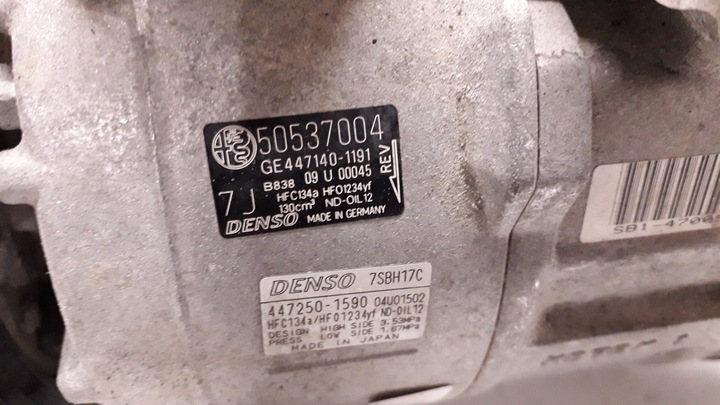 50537004
GE447140-1191
B838 09 U 00045
REV
7J
HFC134a HFO1234yf
130cm³ ND-OIL12
DENSO MADE IN GERMANY
DENSO 7SBH17C
447250-1590 04U01502
HFC134a/HFO1234yf ND-OIL12
DESIGN HIGH SIDE 3.53MPa
PRESS LOW SIDE 1.67MPa
MADE IN JAPAN
SB1-4700